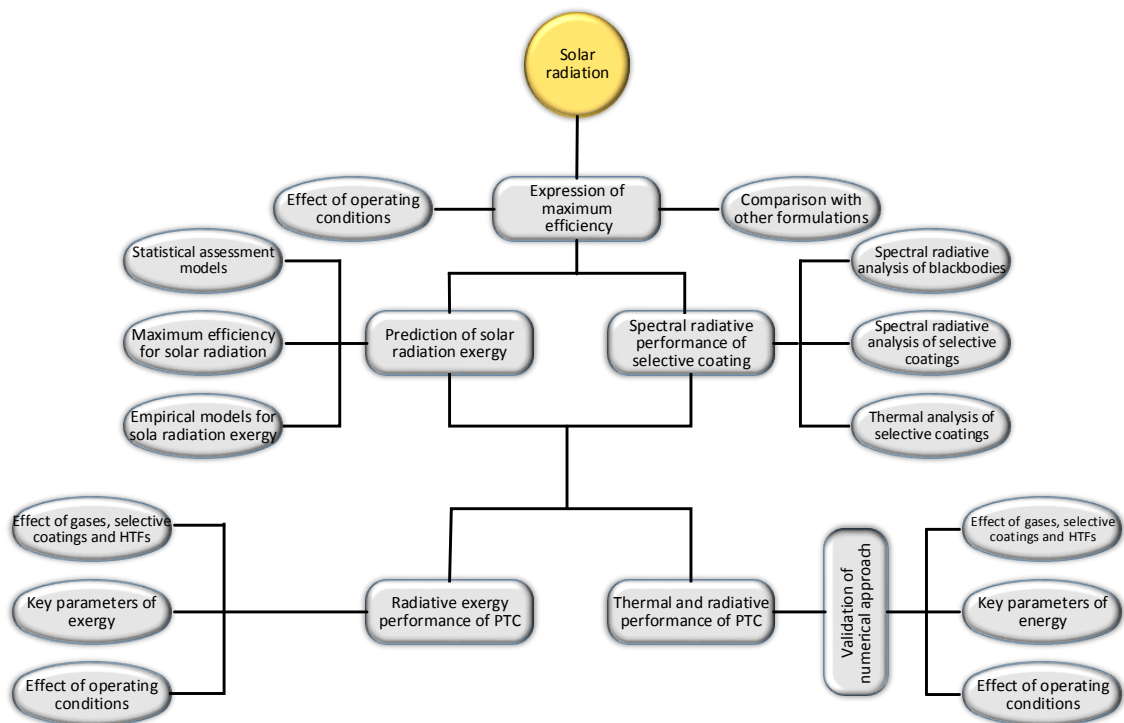 Solar
radiation
Effect of operating
conditions
Expression of
maximum
efficiency
Comparison with
other formulations
Statistical assessment
models
Spectral radiative
analysis of blackbodies
Maximum efficiency
for solar radiation
Prediction of solar
radiation exergy
Spectral radiative
performance of
selective coating
Spectral radiative
analysis of selective
coatings
Empirical models for
sola radiation exergy
Thermal analysis of
selective coatings
Effect of gases, selective
coatings and HTFs
Key parameters of
exergy
Effect of operating
conditions
Radiative exergy
performance of PTC
Thermal and radiative
performance of PTC
Validation of
numerical approach
Effect of gases, selective
coatings and HTFs
Key parameters of
energy
Effect of operating
conditions